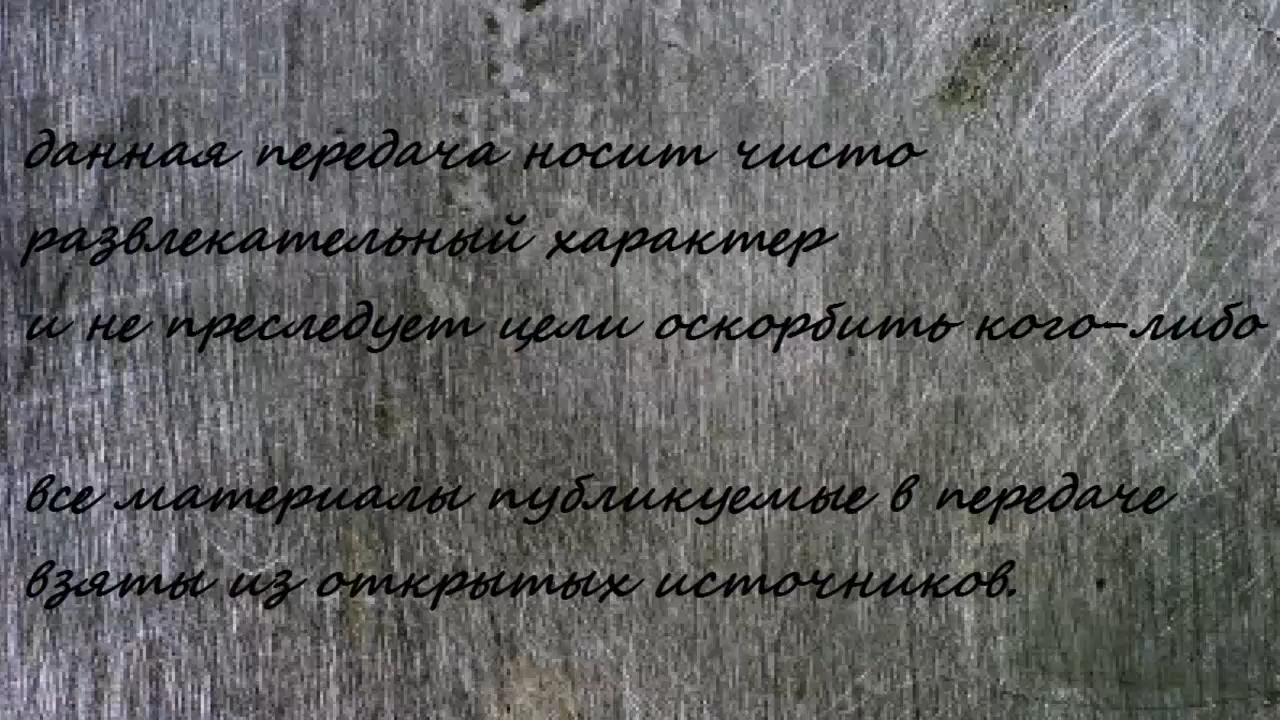 данная передача носит чисто
развлекательный характер
и не преследует цели оскорбить кого-либо
все материалы публикуемые в передаче
взяты из открытых источников.